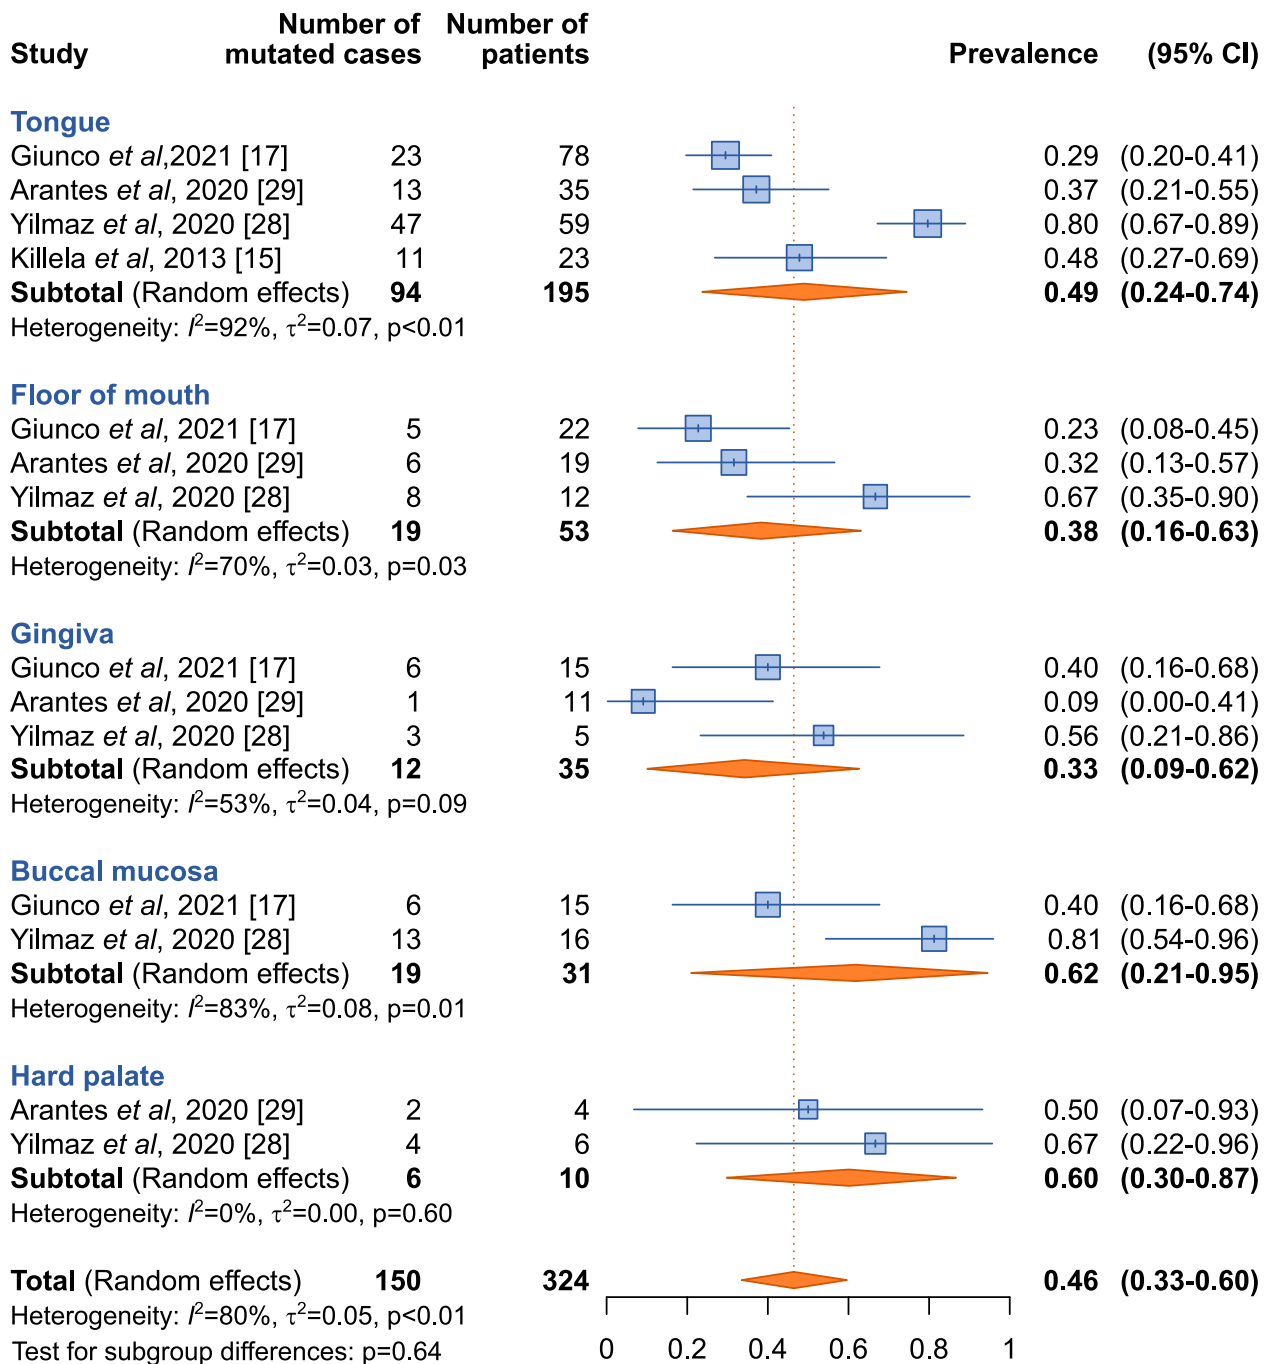 Number of Number of
Study mutated cases patients Prevalence (95% CI)
Tongue
Giunco et al,2021 [17] 23 78 0.29 (0.20-0.41)
Arantes et al, 2020 [29] 13 35 0.37 (0.21-0.55)
Yilmaz et al, 2020 [28] 47 59 0.80 (0.67-0.89)
Killela et al, 2013 [15] 11 23 0.48 (0.27-0.69)
Subtotal (Random effects) 94 195 0.49 (0.24-0.74)
Heterogeneity: I²=92%, τ²=0.07, p<0.01
Floor of mouth
Giunco et al, 2021 [17] 5 22 0.23 (0.08-0.45)
Arantes et al, 2020 [29] 6 19 0.32 (0.13-0.57)
Yilmaz et al, 2020 [28] 8 12 0.67 (0.35-0.90)
Subtotal (Random effects) 19 53 0.38 (0.16-0.63)
Heterogeneity: I²=70%, τ²=0.03, p=0.03
Gingiva
Giunco et al, 2021 [17] 6 15 0.40 (0.16-0.68)
Arantes et al, 2020 [29] 1 11 0.09 (0.00-0.41)
Yilmaz et al, 2020 [28] 3 5 0.56 (0.21-0.86)
Subtotal (Random effects) 12 35 0.33 (0.09-0.62)
Heterogeneity: I²=53%, τ²=0.04, p=0.09
Buccal mucosa
Giunco et al, 2021 [17] 6 15 0.40 (0.16-0.68)
Yilmaz et al, 2020 [28] 13 16 0.81 (0.54-0.96)
Subtotal (Random effects) 19 31 0.62 (0.21-0.95)
Heterogeneity: I²=83%, τ²=0.08, p=0.01
Hard palate
Arantes et al, 2020 [29] 2 4 0.50 (0.07-0.93)
Yilmaz et al, 2020 [28] 4 6 0.67 (0.22-0.96)
Subtotal (Random effects) 6 10 0.60 (0.30-0.87)
Heterogeneity: I²=0%, τ²=0.00, p=0.60
Total (Random effects) 150 324 0.46 (0.33-0.60)
Heterogeneity: I²=80%, τ²=0.05, p<0.01
Test for subgroup differences: p=0.64 0 0.2 0.4 0.6 0.8 1